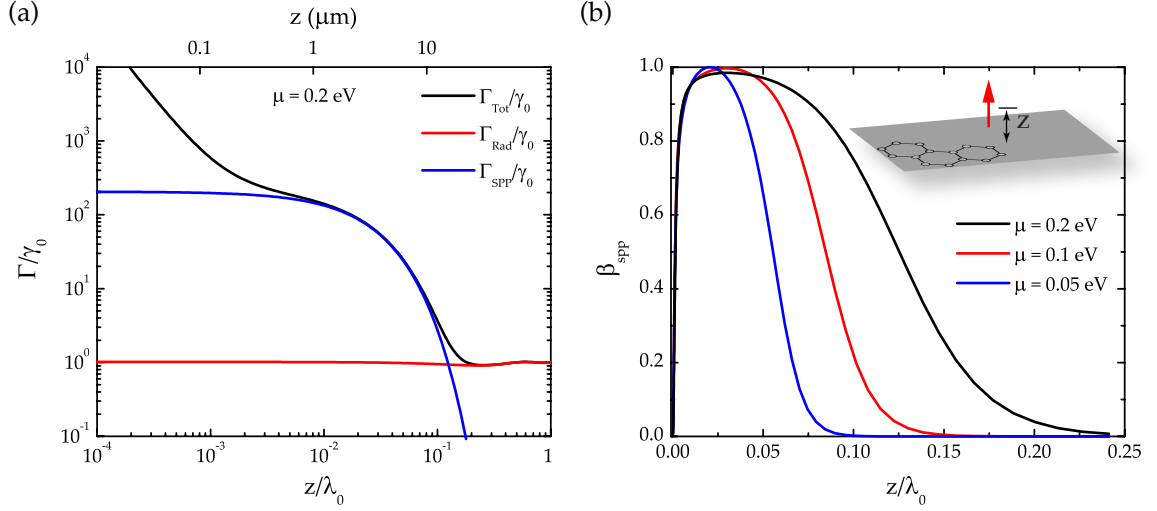 (a)
z (μm)
0.1 1 10
10^4
10^3
10^2
10^1
10^0
10^-1
Γ/γ_0
μ = 0.2 eV
Γ_Tot/γ_0
Γ_Rad/γ_0
Γ_SPP/γ_0
10^-4 10^-3 10^-2 10^-1 1
z/λ_0
(b)
1.0
0.8
0.6
0.4
0.2
0.0
β_spp
z
μ = 0.2 eV
μ = 0.1 eV
μ = 0.05 eV
0.00 0.05 0.10 0.15 0.20 0.25
z/λ_0